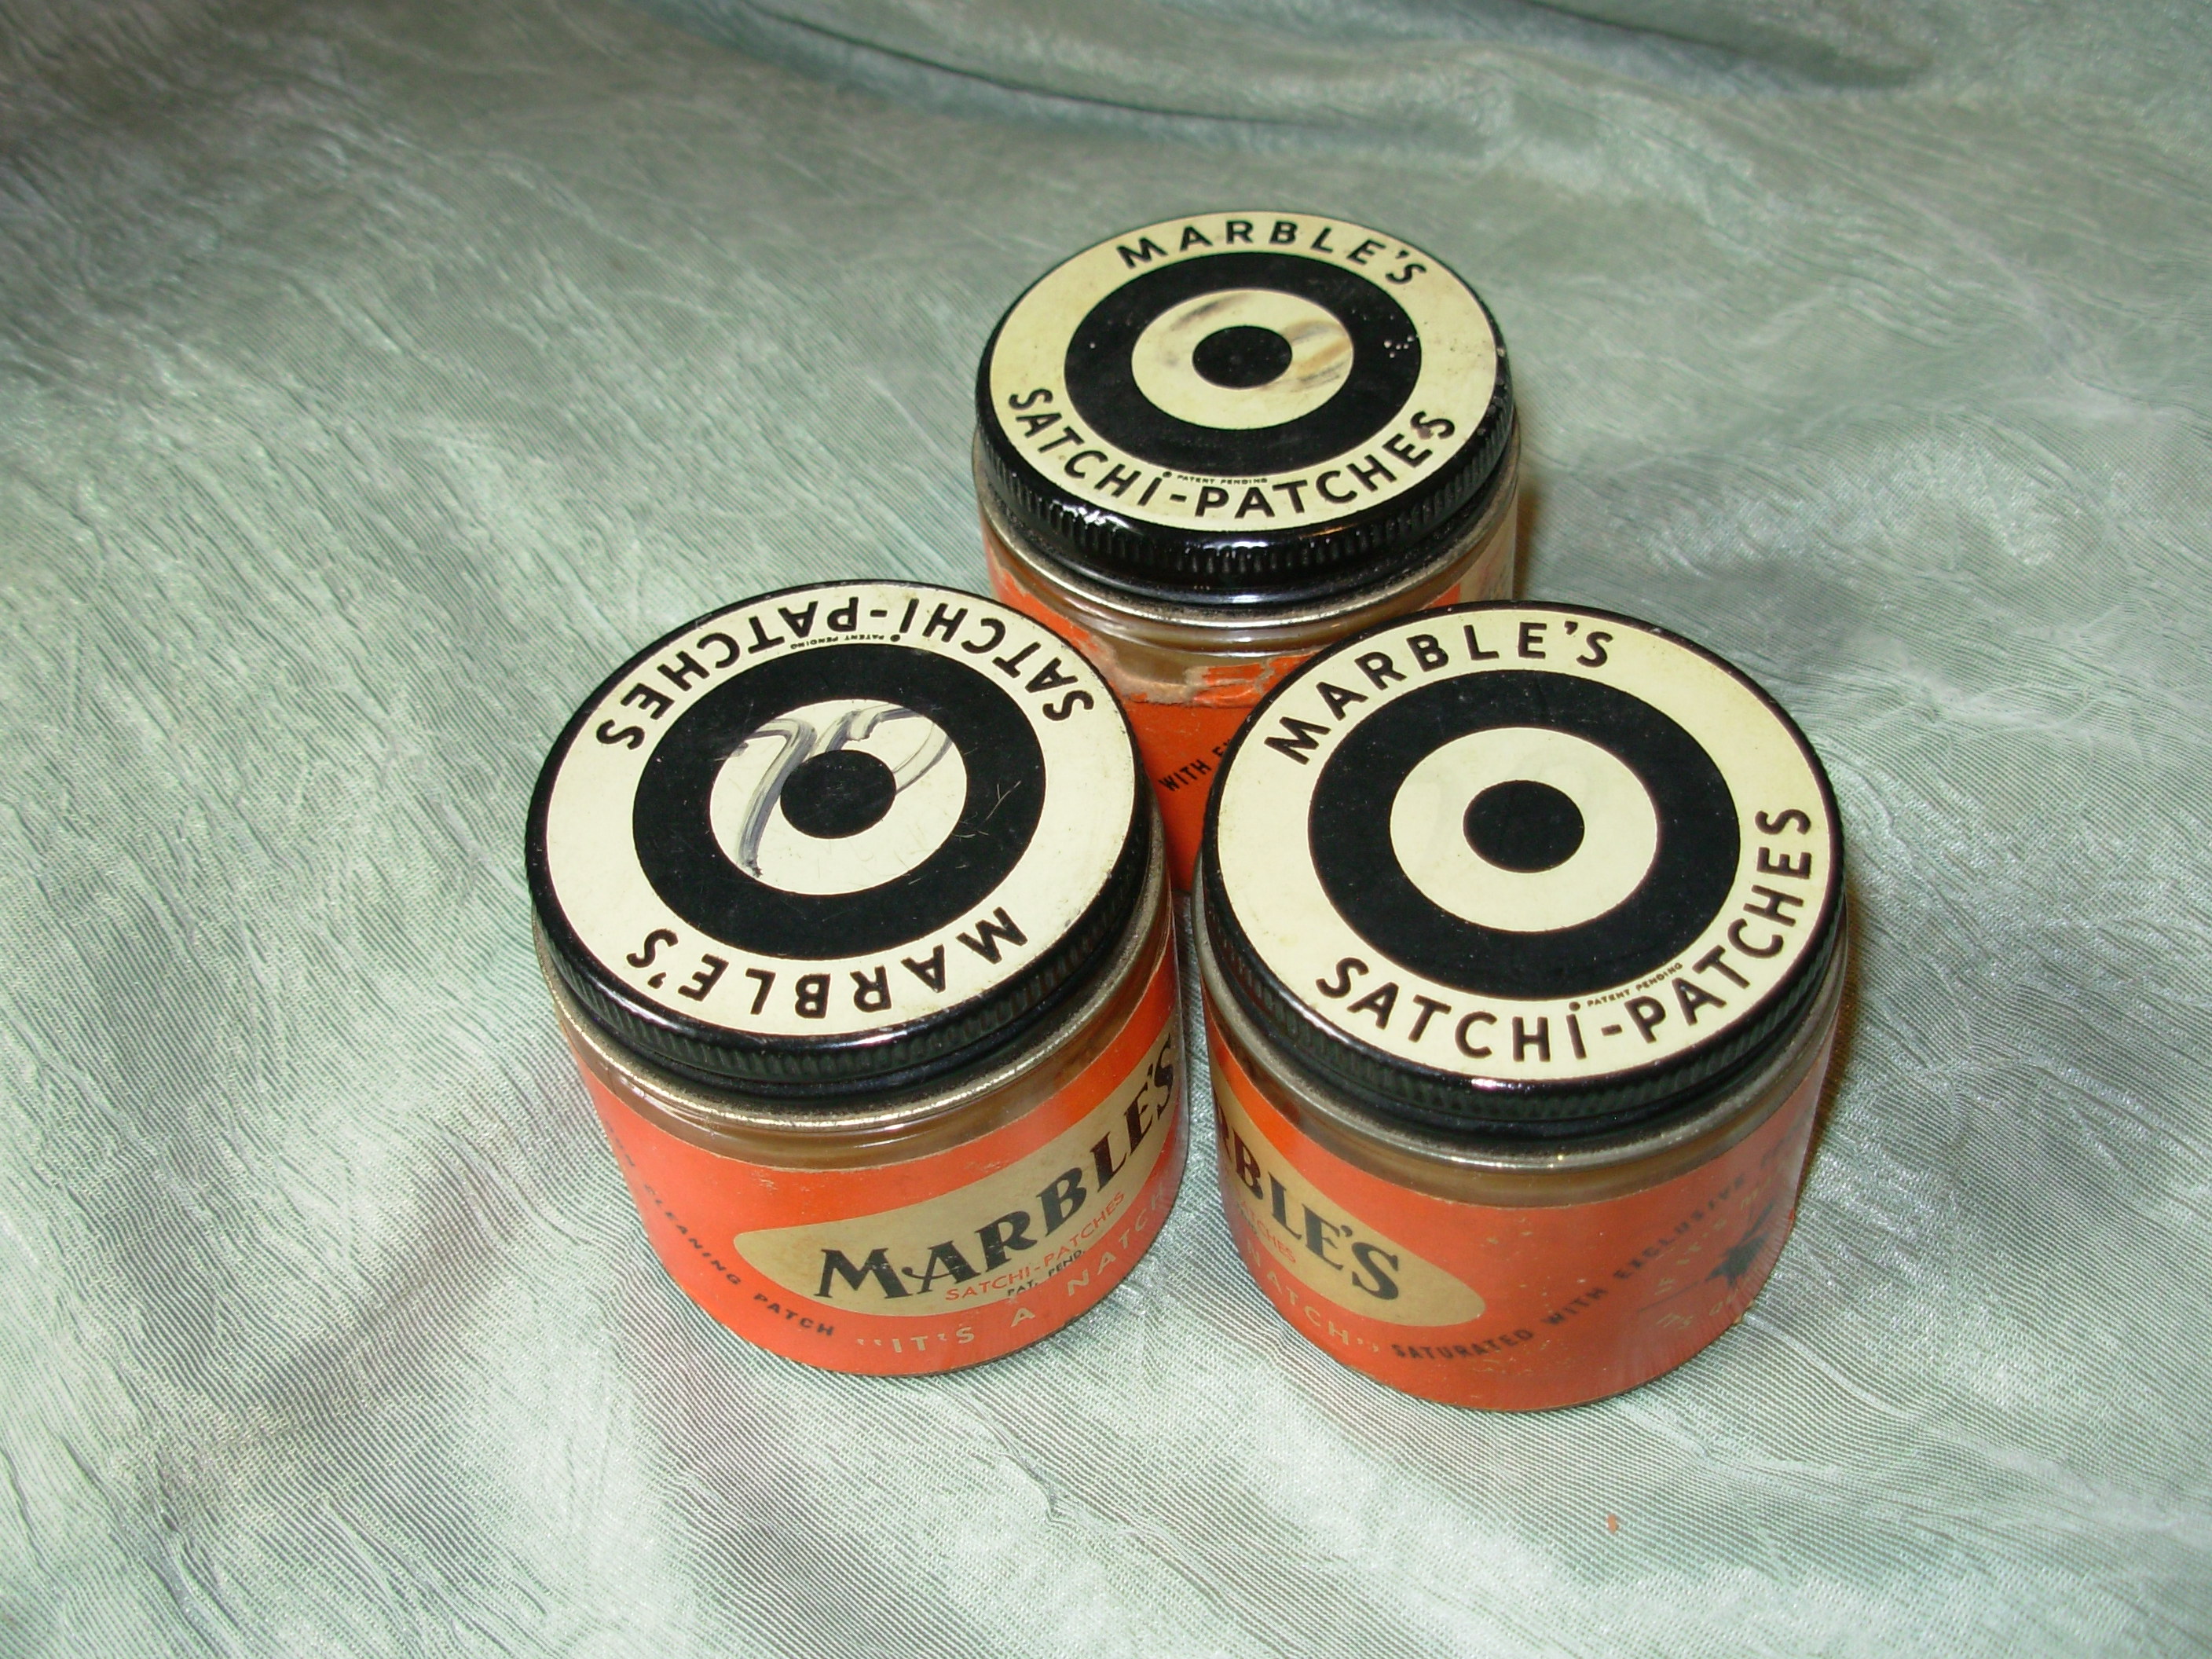 MARBLE'S
PATENT PENDING
SATCHi-PATCHES
WITH
SATCHi-PATCHES
PATENT PENDING
MARBLE'S
MARBLE'S
PATENT PENDING
SATCHi-PATCHES
CLEANING PATCH
MARBLE'S
SATCHI-PATCHES
PAT. PEND.
"IT'S A NATCH
RBLE'S
NATCH"
SATURATED WITH EXCLUSIVE